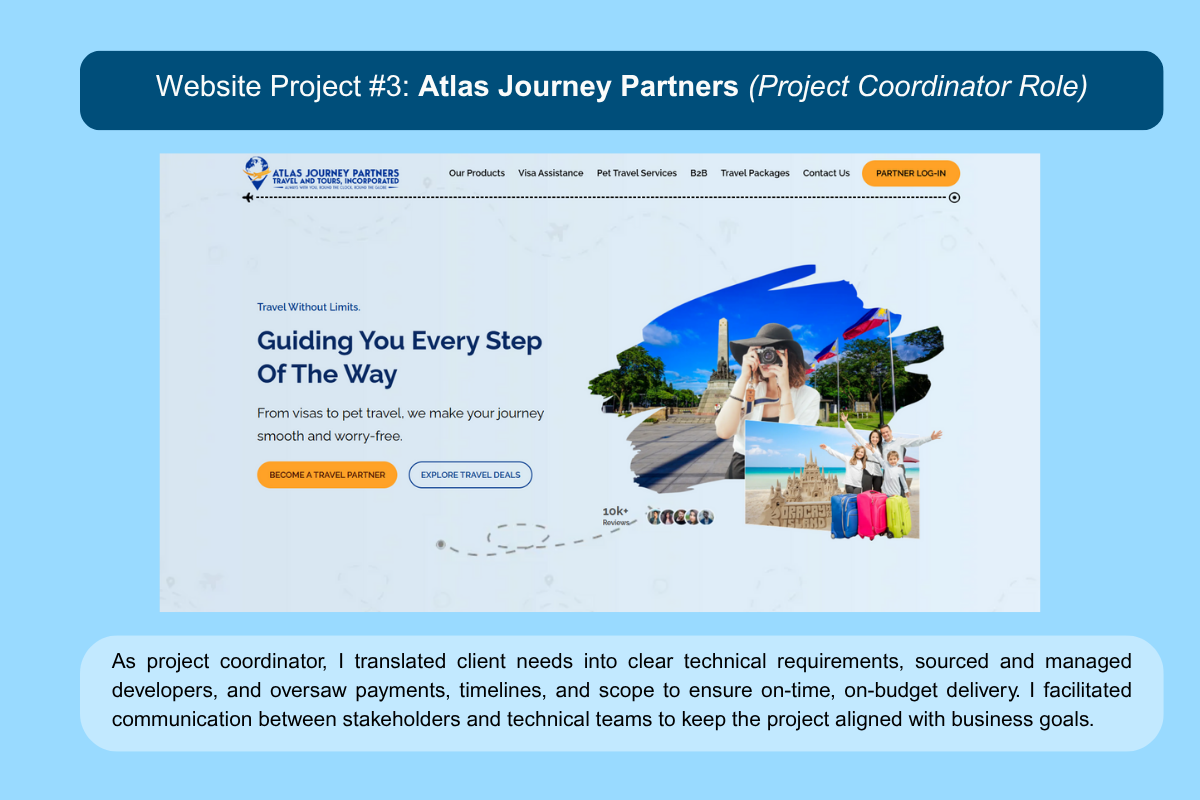 Website Project #3: Atlas Journey Partners (Project Coordinator Role)
ATLAS JOURNEY PARTNERS
TRAVEL AND TOURS, INCORPORATED
ALWAYS WITH YOU, ROUND THE CLOCK, ROUND THE GLOBE
Our Products Visa Assistance Pet Travel Services B2B Travel Packages Contact Us PARTNER LOG-IN
Travel Without Limits.
Guiding You Every Step
Of The Way
From visas to pet travel, we make your journey
smooth and worry-free.
BECOME A TRAVEL PARTNER EXPLORE TRAVEL DEALS
10k+
Reviews
ISLAND
As project coordinator, I translated client needs into clear technical requirements, sourced and managed
developers, and oversaw payments, timelines, and scope to ensure on-time, on-budget delivery. I facilitated
communication between stakeholders and technical teams to keep the project aligned with business goals.